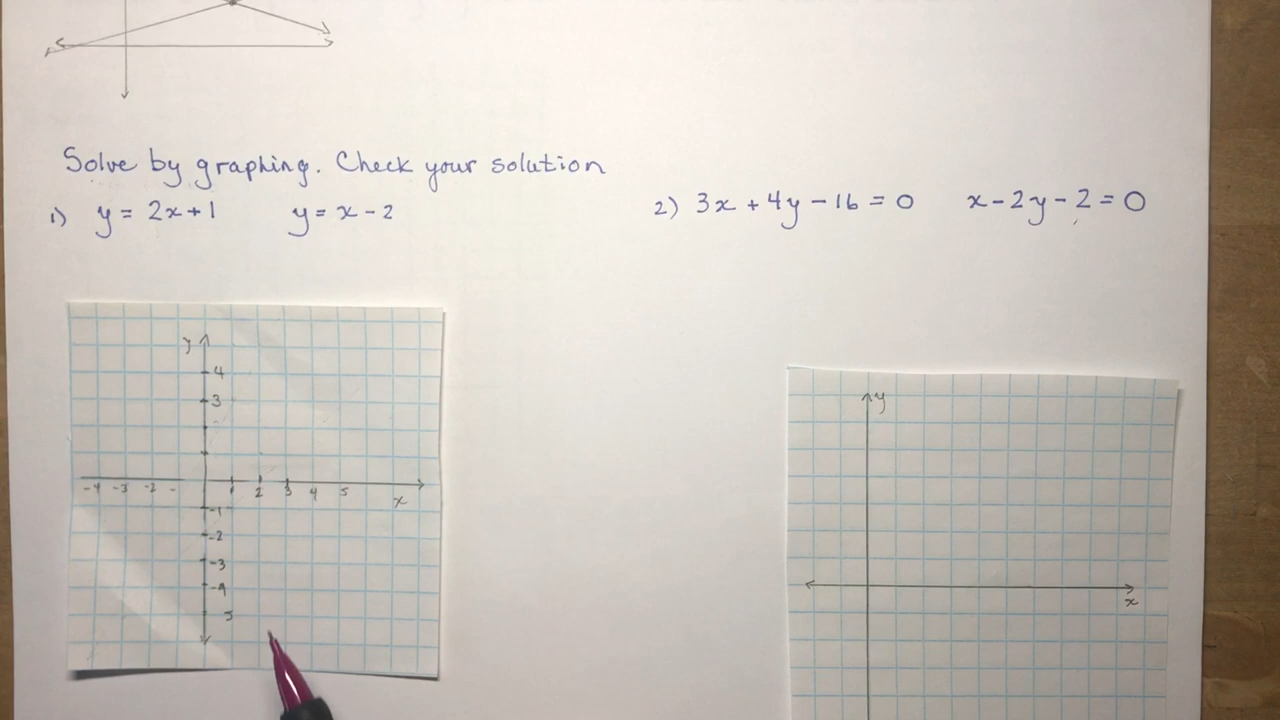 Solve by graphing. Check your solution
1) y = 2x + 1 y = x - 2
2) 3x + 4y - 16 = 0 x - 2y - 2 = 0
y
4
3
-4 -3 -2 - 1 2 3 4 5
x
-1
-2
-3
-4
5
y
x